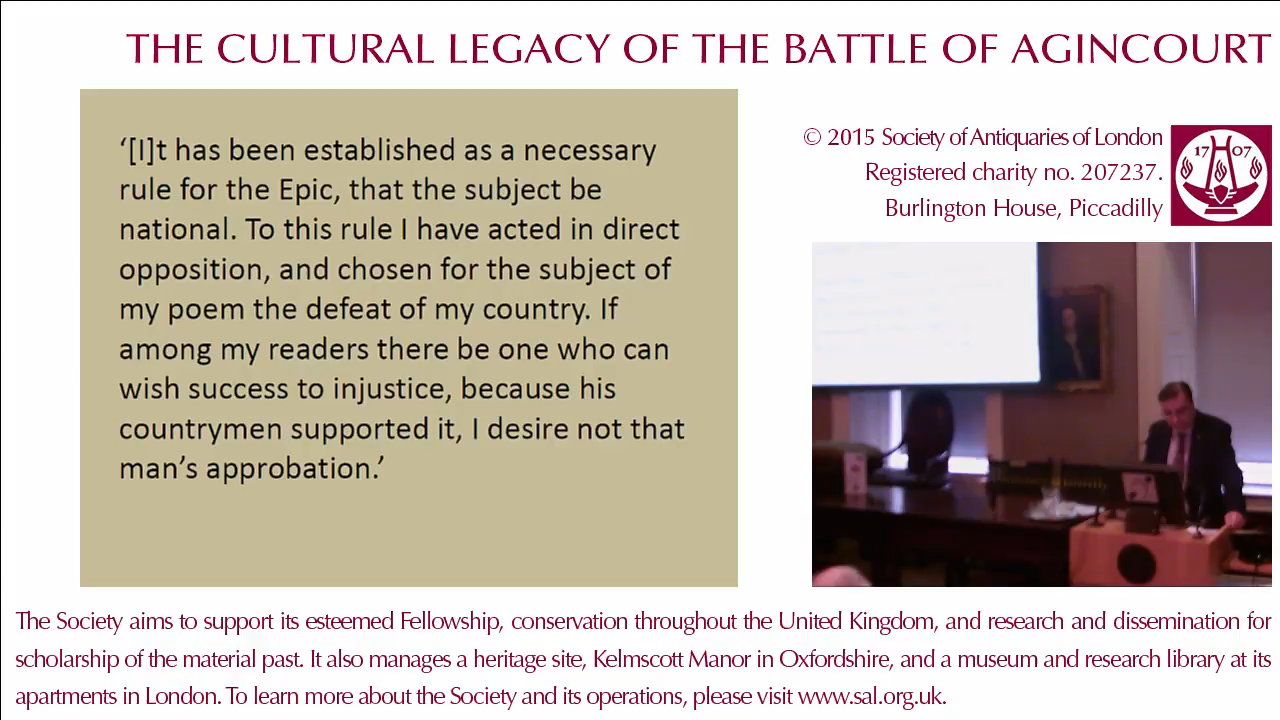 THE CULTURAL LEGACY OF THE BATTLE OF AGINCOURT
‘[I]t has been established as a necessary
rule for the Epic, that the subject be
national. To this rule I have acted in direct
opposition, and chosen for the subject of
my poem the defeat of my country. If
among my readers there be one who can
wish success to injustice, because his
countrymen supported it, I desire not that
man’s approbation.’
© 2015 Society of Antiquaries of London
Registered charity no. 207237.
Burlington House, Piccadilly
17 07
The Society aims to support its esteemed Fellowship, conservation throughout the United Kingdom, and research and dissemination for
scholarship of the material past. It also manages a heritage site, Kelmscott Manor in Oxfordshire, and a museum and research library at its
apartments in London. To learn more about the Society and its operations, please visit www.sal.org.uk.